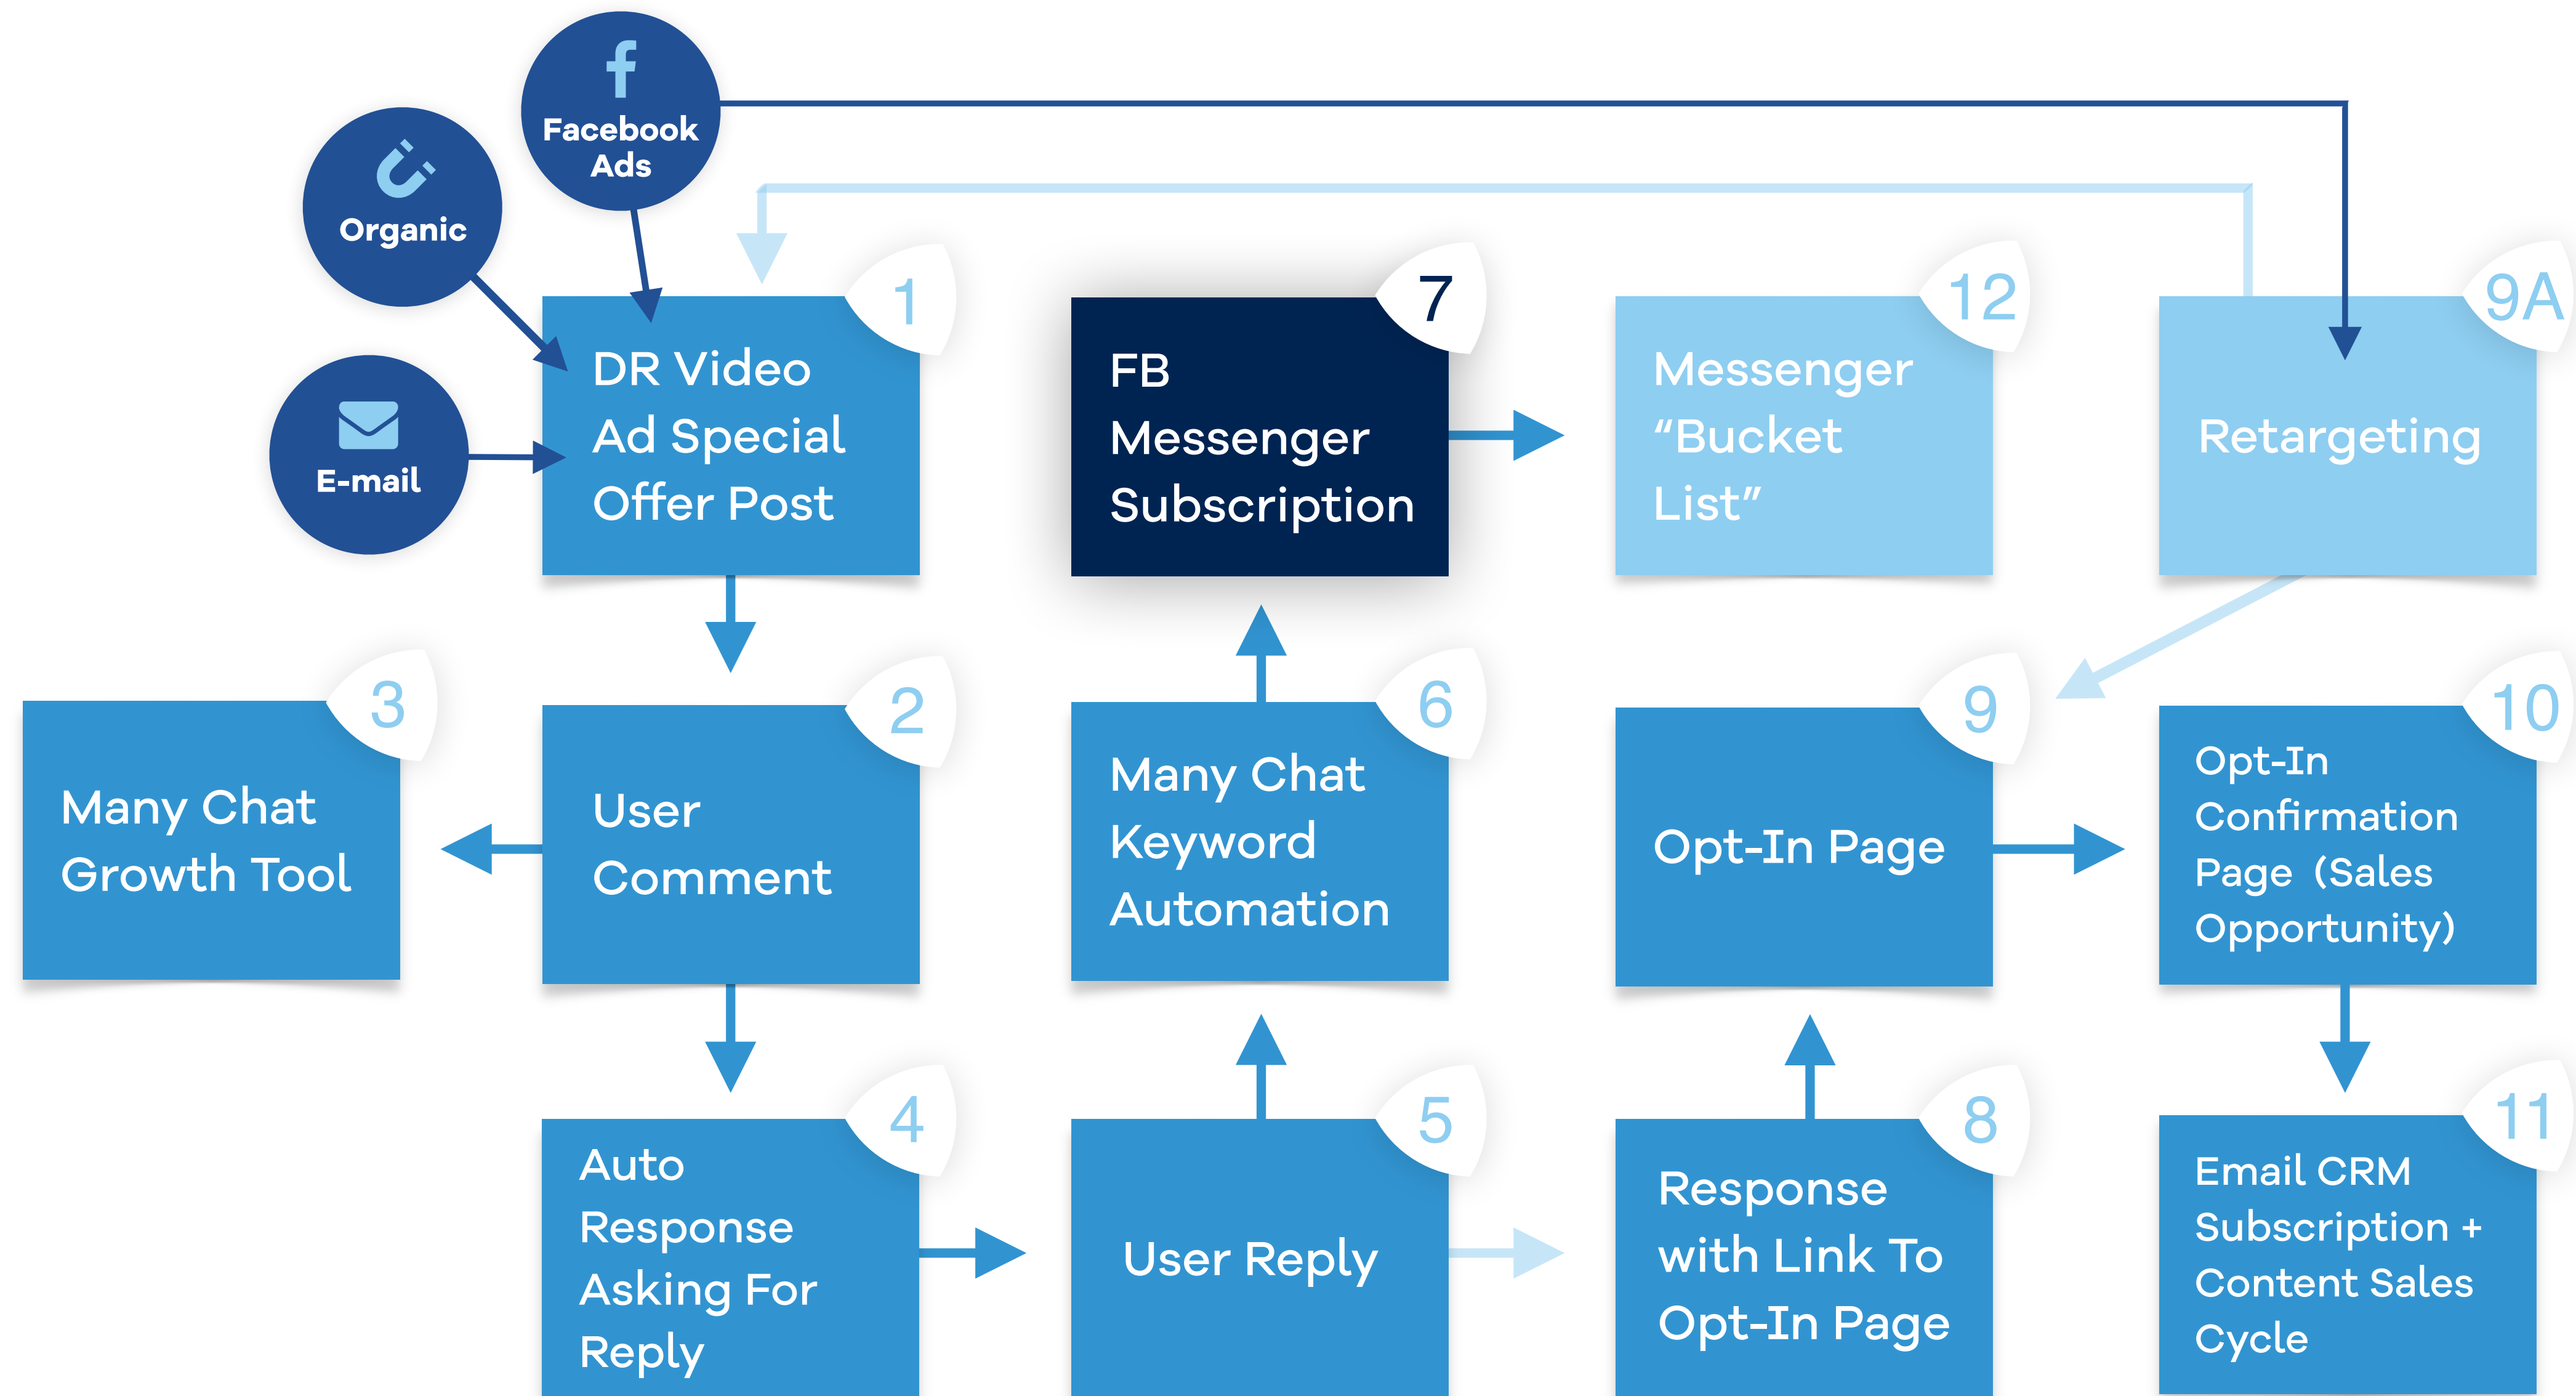 Facebook
Ads
Organic
E-mail
1
DR Video
Ad Special
Offer Post
7
FB
Messenger
Subscription
12
Messenger
“Bucket
List”
9A
Retargeting
3
Many Chat
Growth Tool
2
User
Comment
6
Many Chat
Keyword
Automation
9
Opt-In Page
10
Opt-In
Confirmation
Page (Sales
Opportunity)
4
Auto
Response
Asking For
Reply
5
User Reply
8
Response
with Link To
Opt-In Page
11
Email CRM
Subscription +
Content Sales
Cycle